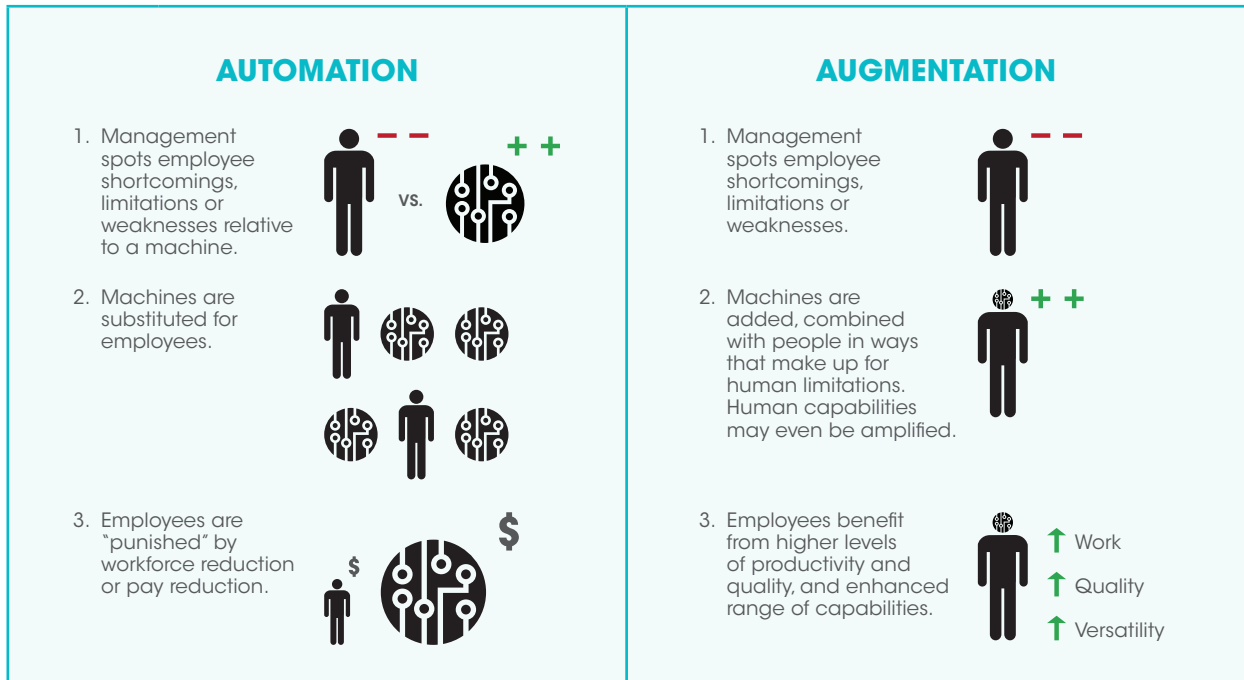 AUTOMATION
1. Management
spots employee
shortcomings,
limitations or
weaknesses relative
to a machine.
– –
+ +
vs.
2. Machines are
substituted for
employees.
3. Employees are
"punished" by
workforce reduction
or pay reduction.
$
$
AUGMENTATION
1. Management
spots employee
shortcomings,
limitations or
weaknesses.
– –
2. Machines are
added, combined
with people in ways
that make up for
human limitations.
Human capabilities
may even be amplified.
+ +
3. Employees benefit
from higher levels
of productivity and
quality, and enhanced
range of capabilities.
↑ Work
↑ Quality
↑ Versatility